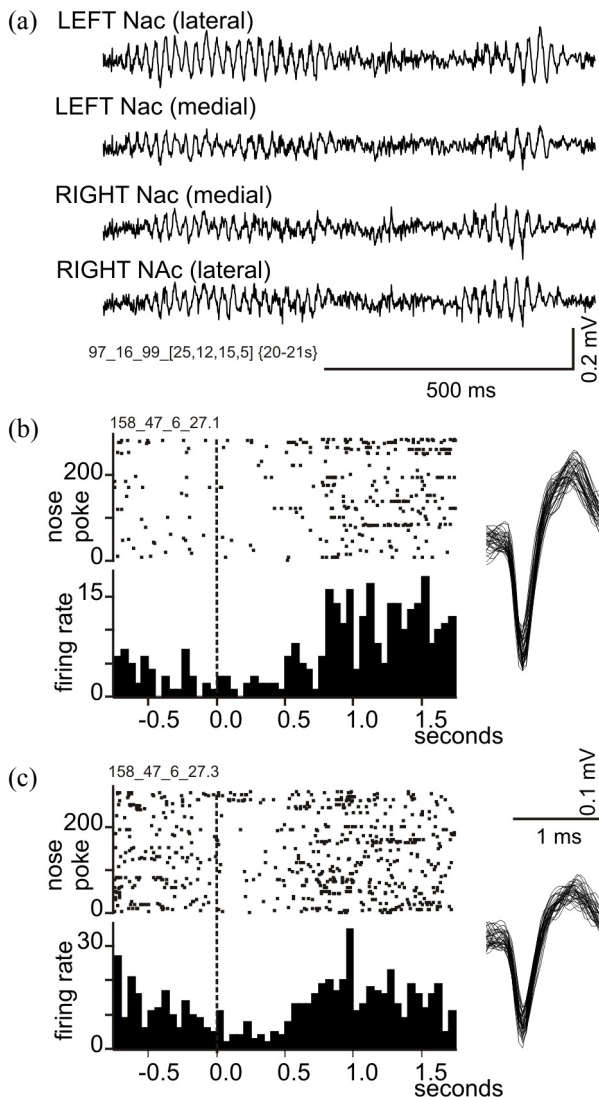 (a)
LEFT Nac (lateral)
LEFT Nac (medial)
RIGHT Nac (medial)
RIGHT NAc (lateral)
97_16_99_[25,12,15,5] {20-21s}
0.2 mV
500 ms
(b)
158_47_6_27.1
nose
poke
200
0
firing rate
15
0
-0.5 0.0 0.5 1.0 1.5
seconds
(c)
158_47_6_27.3
nose
poke
200
0
firing rate
30
0
-0.5 0.0 0.5 1.0 1.5
seconds
0.1 mV
1 ms